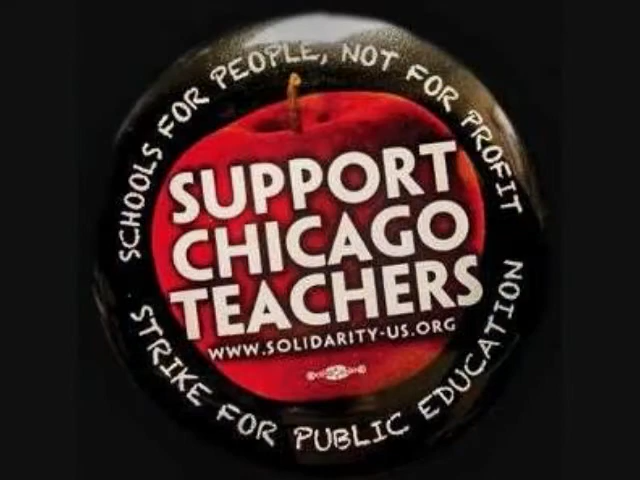 SCHOOLS FOR PEOPLE, NOT FOR PROFIT
SUPPORT
CHICAGO
TEACHERS
WWW.SOLIDARITY-US.ORG
STRIKE FOR PUBLIC EDUCATION